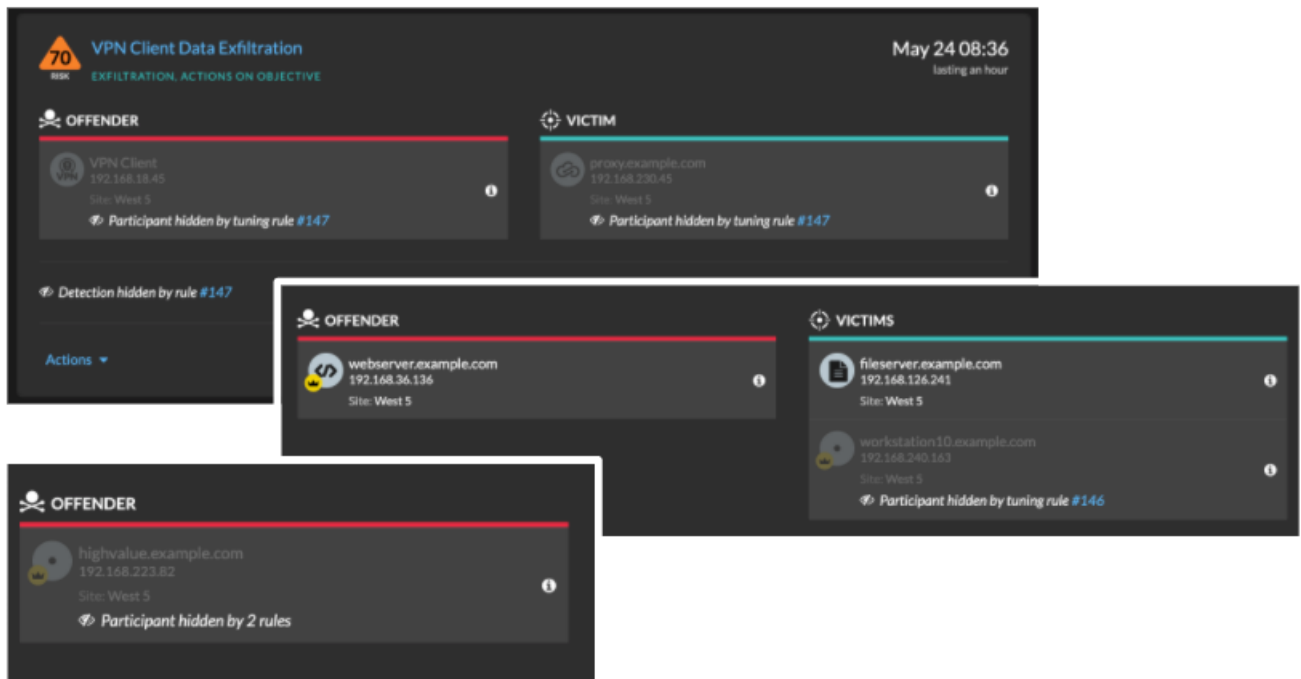 70
RISK
VPN Client Data Exfiltration
EXFILTRATION, ACTIONS ON OBJECTIVE
May 24 08:36
lasting an hour
OFFENDER
VPN Client
192.168.18.45
Site: West 5
Participant hidden by tuning rule #147
VICTIM
proxy.example.com
192.168.230.45
Site: West 5
Participant hidden by tuning rule #147
Detection hidden by rule #147
Actions
OFFENDER
webserver.example.com
192.168.36.136
Site: West 5
VICTIMS
fileserver.example.com
192.168.126.241
Site: West 5
workstation10.example.com
192.168.240.163
Site: West 5
Participant hidden by tuning rule #146
OFFENDER
highvalue.example.com
192.168.223.82
Site: West 5
Participant hidden by 2 rules